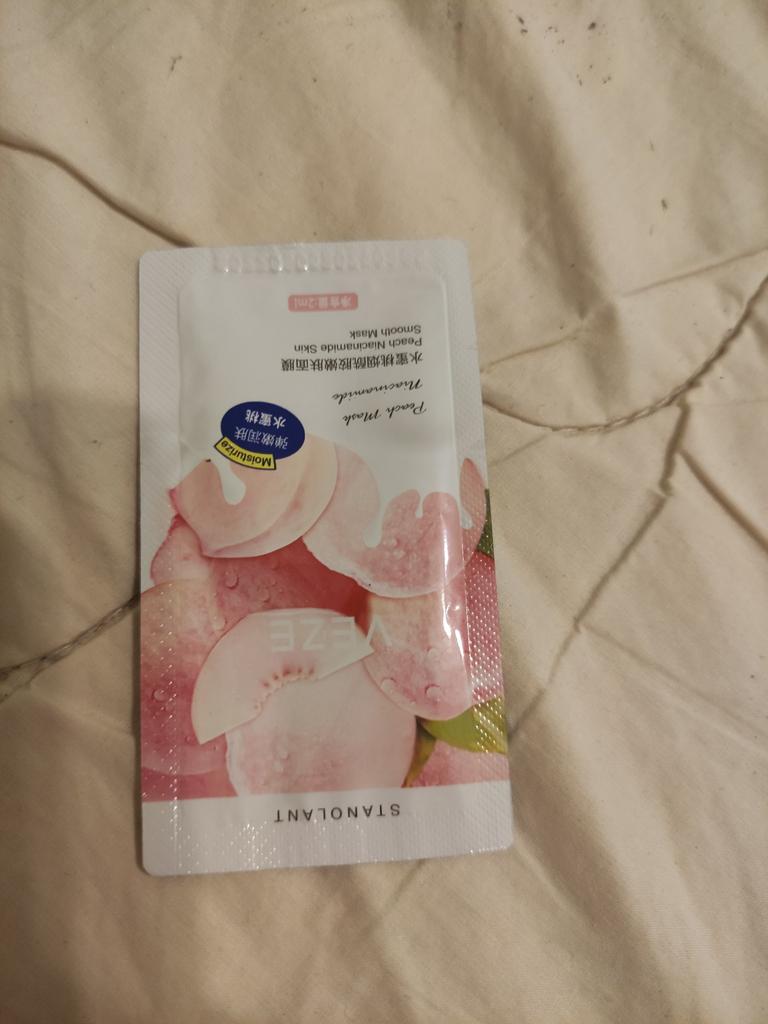 STANOLANT
VEZE
Moisturize
弹嫩润肤
水蜜桃
Peach Mask
Niacinamide
水蜜桃烟酰胺嫩肤面膜
Peach Niacinamide Skin
Smooth Mask
净含量:2ml